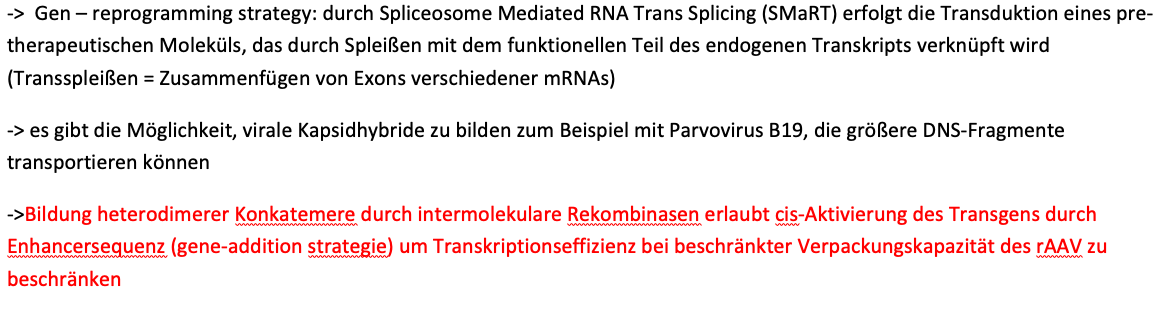 -> Gen – reprogramming strategy: durch Spliceosome Mediated RNA Trans Splicing (SMaRT) erfolgt die Transduktion eines pre-
therapeutischen Moleküls, das durch Spleißen mit dem funktionellen Teil des endogenen Transkripts verknüpft wird
(Transspleißen = Zusammenfügen von Exons verschiedener mRNAs)
-> es gibt die Möglichkeit, virale Kapsidhybride zu bilden zum Beispiel mit Parvovirus B19, die größere DNS-Fragmente
transportieren können
->Bildung heterodimerer Konkatemere durch intermolekulare Rekombinasen erlaubt cis-Aktivierung des Transgens durch
Enhancersequenz (gene-addition strategie) um Transkriptionseffizienz bei beschränkter Verpackungskapazität des rAAV zu
beschränken